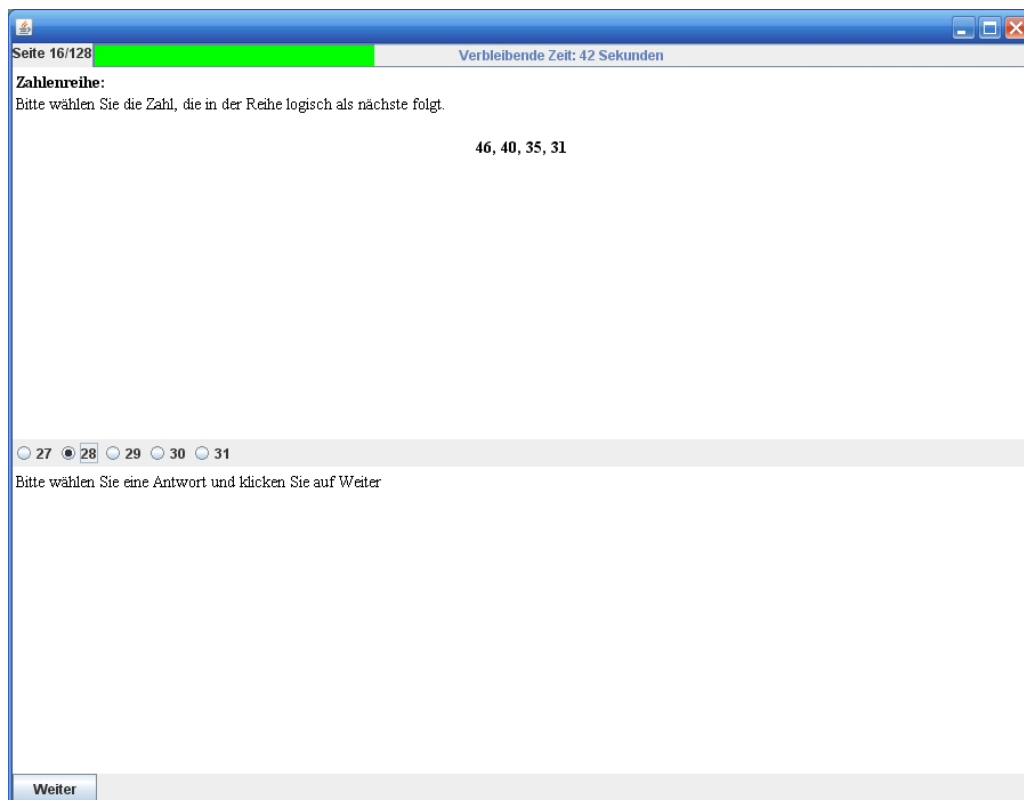 Seite 16/128
Verbleibende Zeit: 42 Sekunden
Zahlenreihe:
Bitte wählen Sie die Zahl, die in der Reihe logisch als nächste folgt.
46, 40, 35, 31
27 28 29 30 31
Bitte wählen Sie eine Antwort und klicken Sie auf Weiter
Weiter